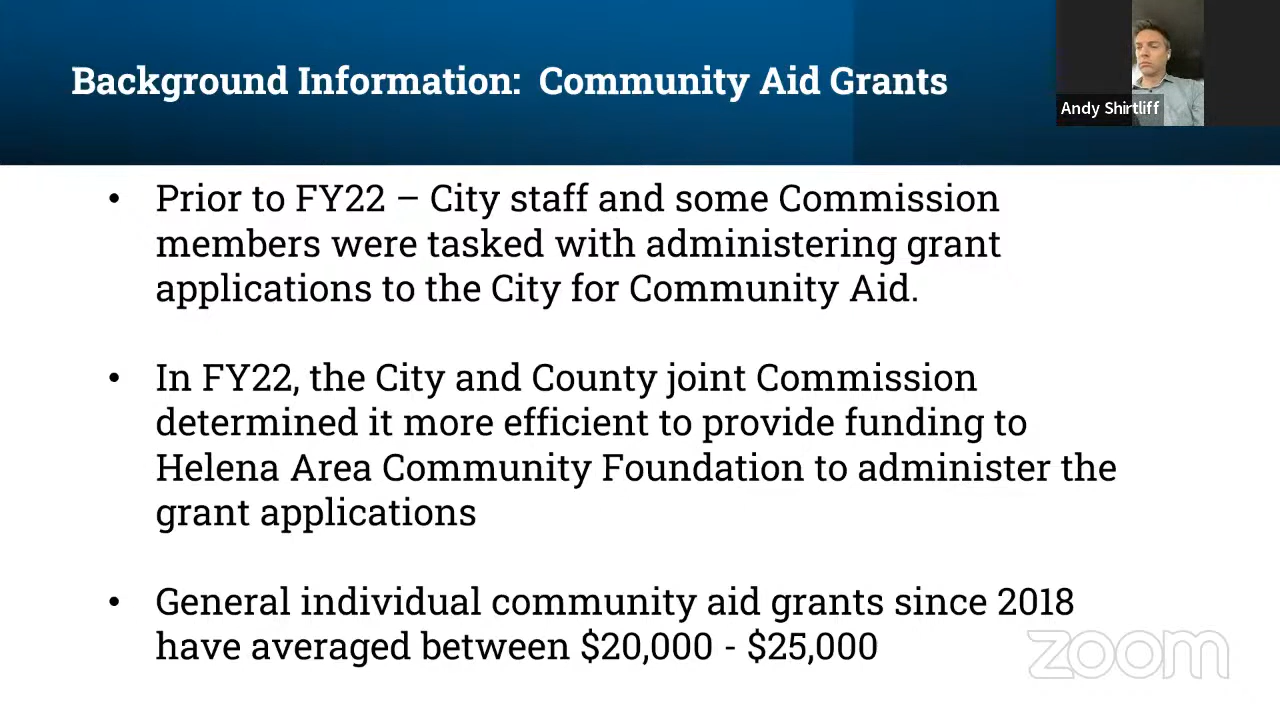 Background Information:  Community Aid Grants
Andy Shirtliff
• Prior to FY22 – City staff and some Commission
members were tasked with administering grant
applications to the City for Community Aid.
• In FY22, the City and County joint Commission
determined it more efficient to provide funding to
Helena Area Community Foundation to administer the
grant applications
• General individual community aid grants since 2018
have averaged between $20,000 - $25,000
zoom